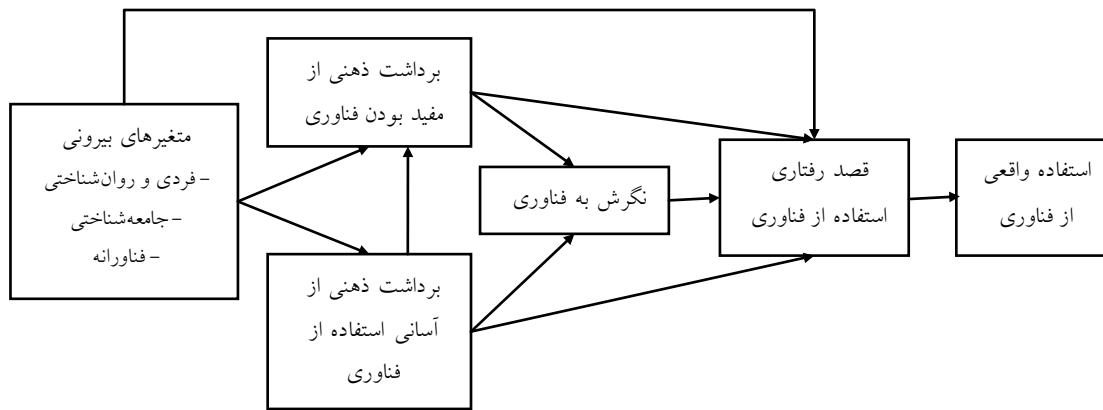 برداشت ذهنی از
مفید بودن فناوری
متغیرهای بیرونی
- فردی و روان‌شناختی
- جامعه‌شناختی
- فناورانه
برداشت ذهنی از
آسانی استفاده از
فناوری
نگرش به فناوری
قصد رفتاری
استفاده از فناوری
استفاده واقعی
از فناوری